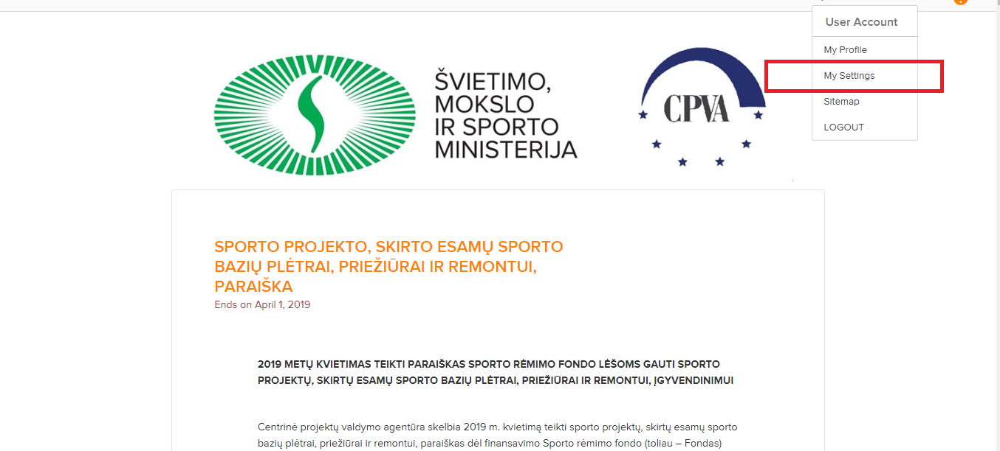 User Account
My Profile
My Settings
Sitemap
LOGOUT
ŠVIETIMO,
MOKSLO
IR SPORTO
MINISTERIJA
CPVA
SPORTO PROJEKTO, SKIRTO ESAMŲ SPORTO
BAZIŲ PLĖTRAI, PRIEŽIŪRAI IR REMONTUI,
PARAIŠKA
Ends on April 1, 2019
2019 METŲ KVIETIMAS TEIKTI PARAIŠKAS SPORTO RĖMIMO FONDO LĖŠOMS GAUTI SPORTO
PROJEKTŲ, SKIRTŲ ESAMŲ SPORTO BAZIŲ PLĖTRAI, PRIEŽIŪRAI IR REMONTUI, ĮGYVENDINIMUI
Centrinė projektų valdymo agentūra skelbia 2019 m. kvietimą teikti sporto projektų, skirtų esamų sporto
bazių plėtrai, priežiūrai ir remontui, paraiškas dėl finansavimo Sporto rėmimo fondo (toliau – Fondas)